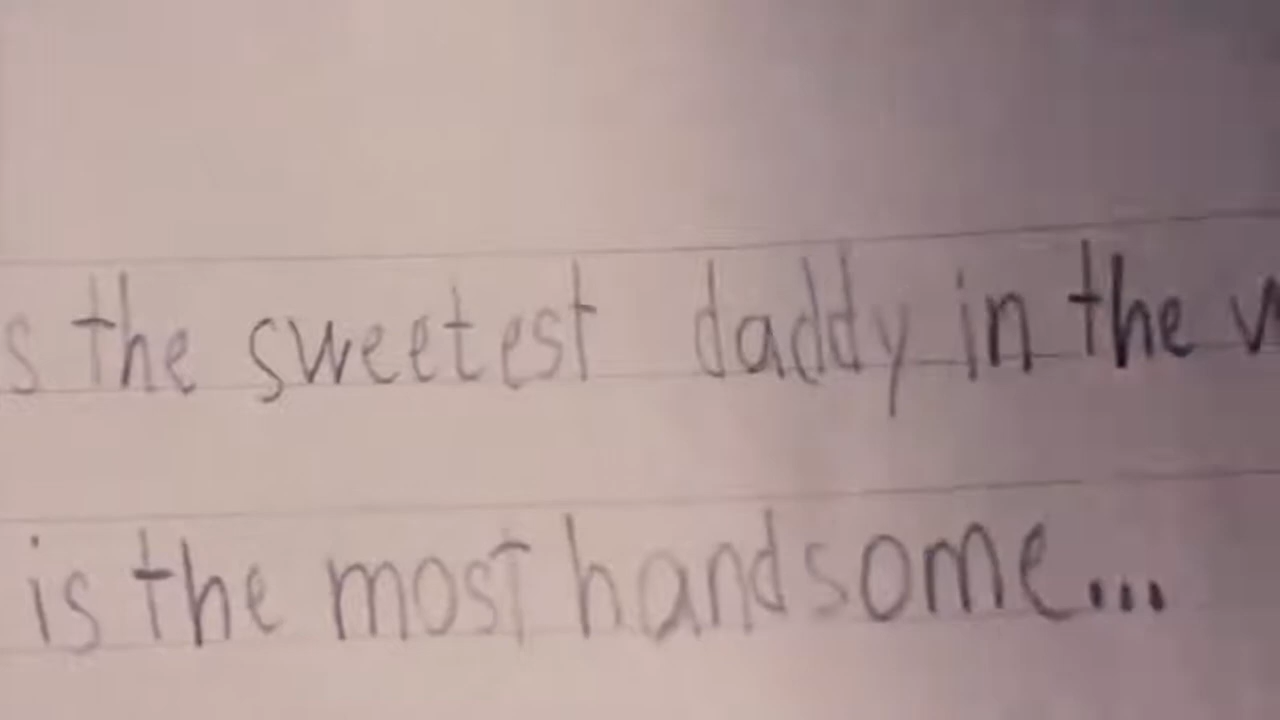 the sweetest daddy in the
is the most handsome...